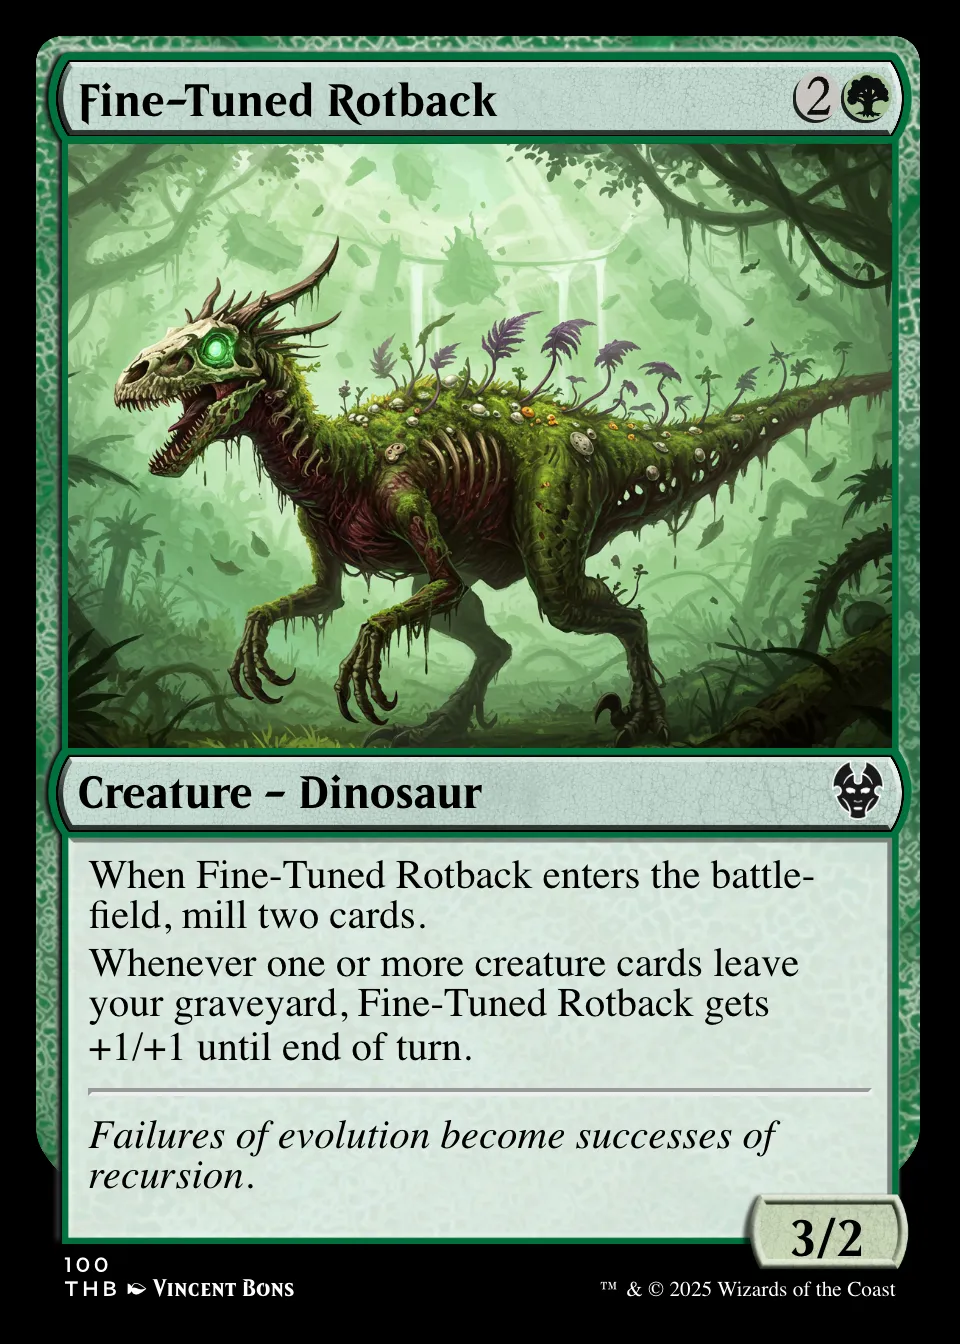 Fine-Tuned Rotback 2
Creature – Dinosaur
When Fine-Tuned Rotback enters the battle-
field, mill two cards.
Whenever one or more creature cards leave
your graveyard, Fine-Tuned Rotback gets
+1/+1 until end of turn.
Failures of evolution become successes of
recursion.
3/2
100
THB Vincent Bons
™ & © 2025 Wizards of the Coast